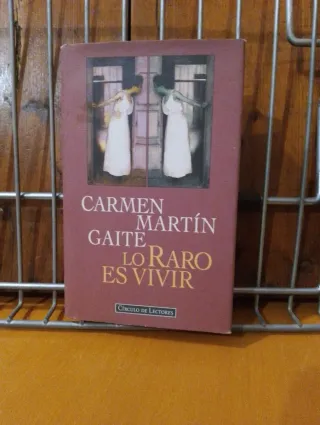 CARMEN
MARTÍN
GAITE
LO RARO
ES VIVIR
CÍRCULO DE LECTORES